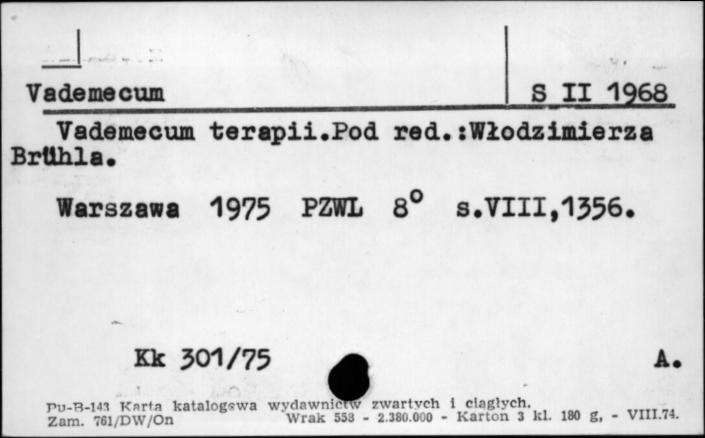 Vademecum S II 1968
Vademecum terapii.Pod red.:Włodzimierza
Brühla.
Warszawa 1975 PZWL 8° s.VIII,1356.
Kk 301/75 A.
Pu-B-143 Karta katalogowa wydawnictw zwartych i ciągłych.
Zam. 761/DW/On Wrak 558 - 2.380.000 - Karton 3 kl. 180 g. - VIII.74.